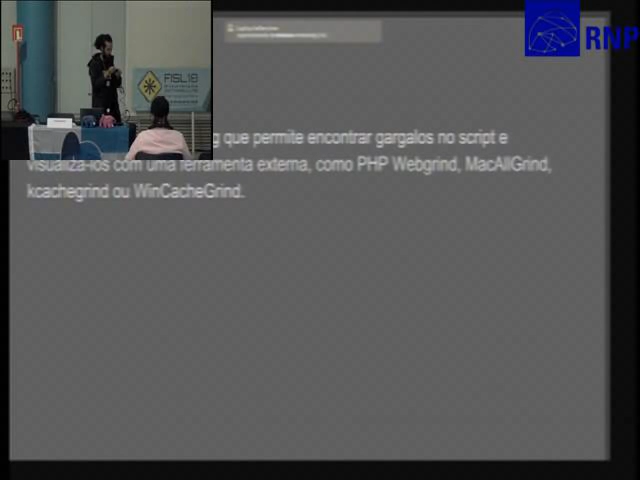 FISL18
RNP
g que permite encontrar gargalos no script e
visualizá-los com uma ferramenta externa, como PHP Webgrind, MacAllGrind,
kcachegrind ou WinCacheGrind.